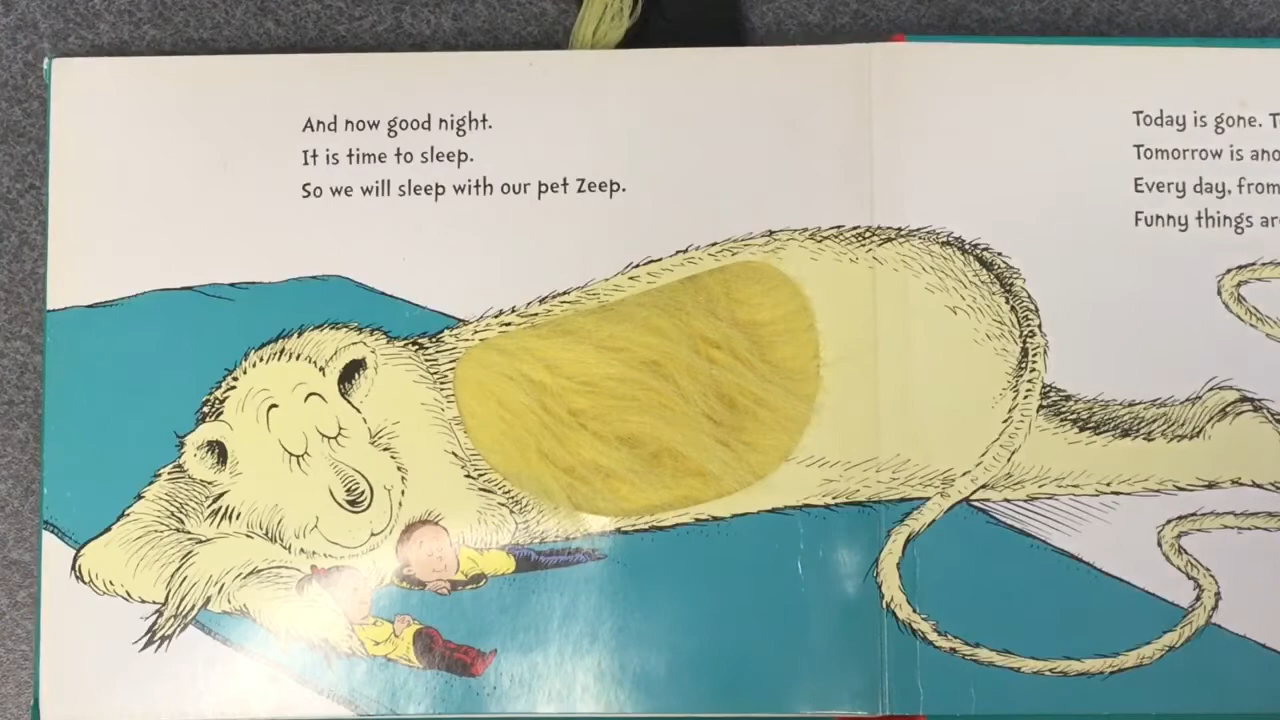 And now good night.
It is time to sleep.
So we will sleep with our pet Zeep.
Today is gone.
Tomorrow is
Every day, from
Funny things